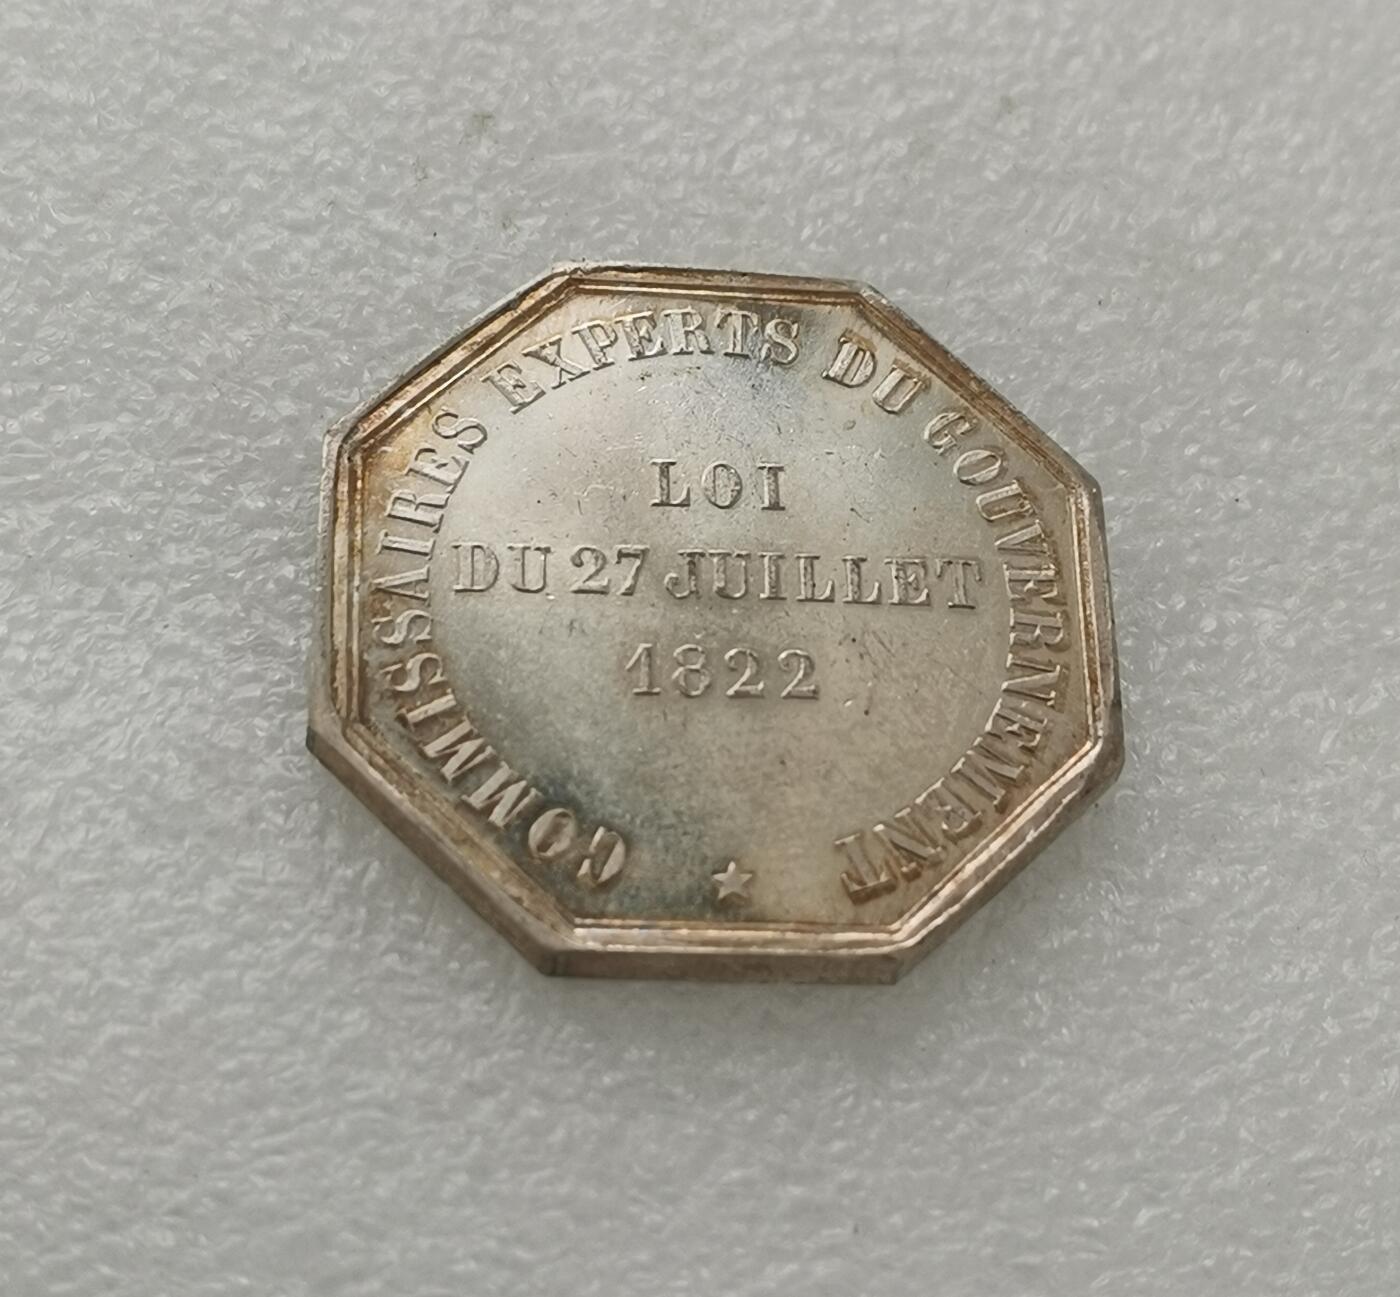 COMMISSAIRES EXPERTS DU GOUVERNEMENT
LOI
DU 27 JUILLET
1822